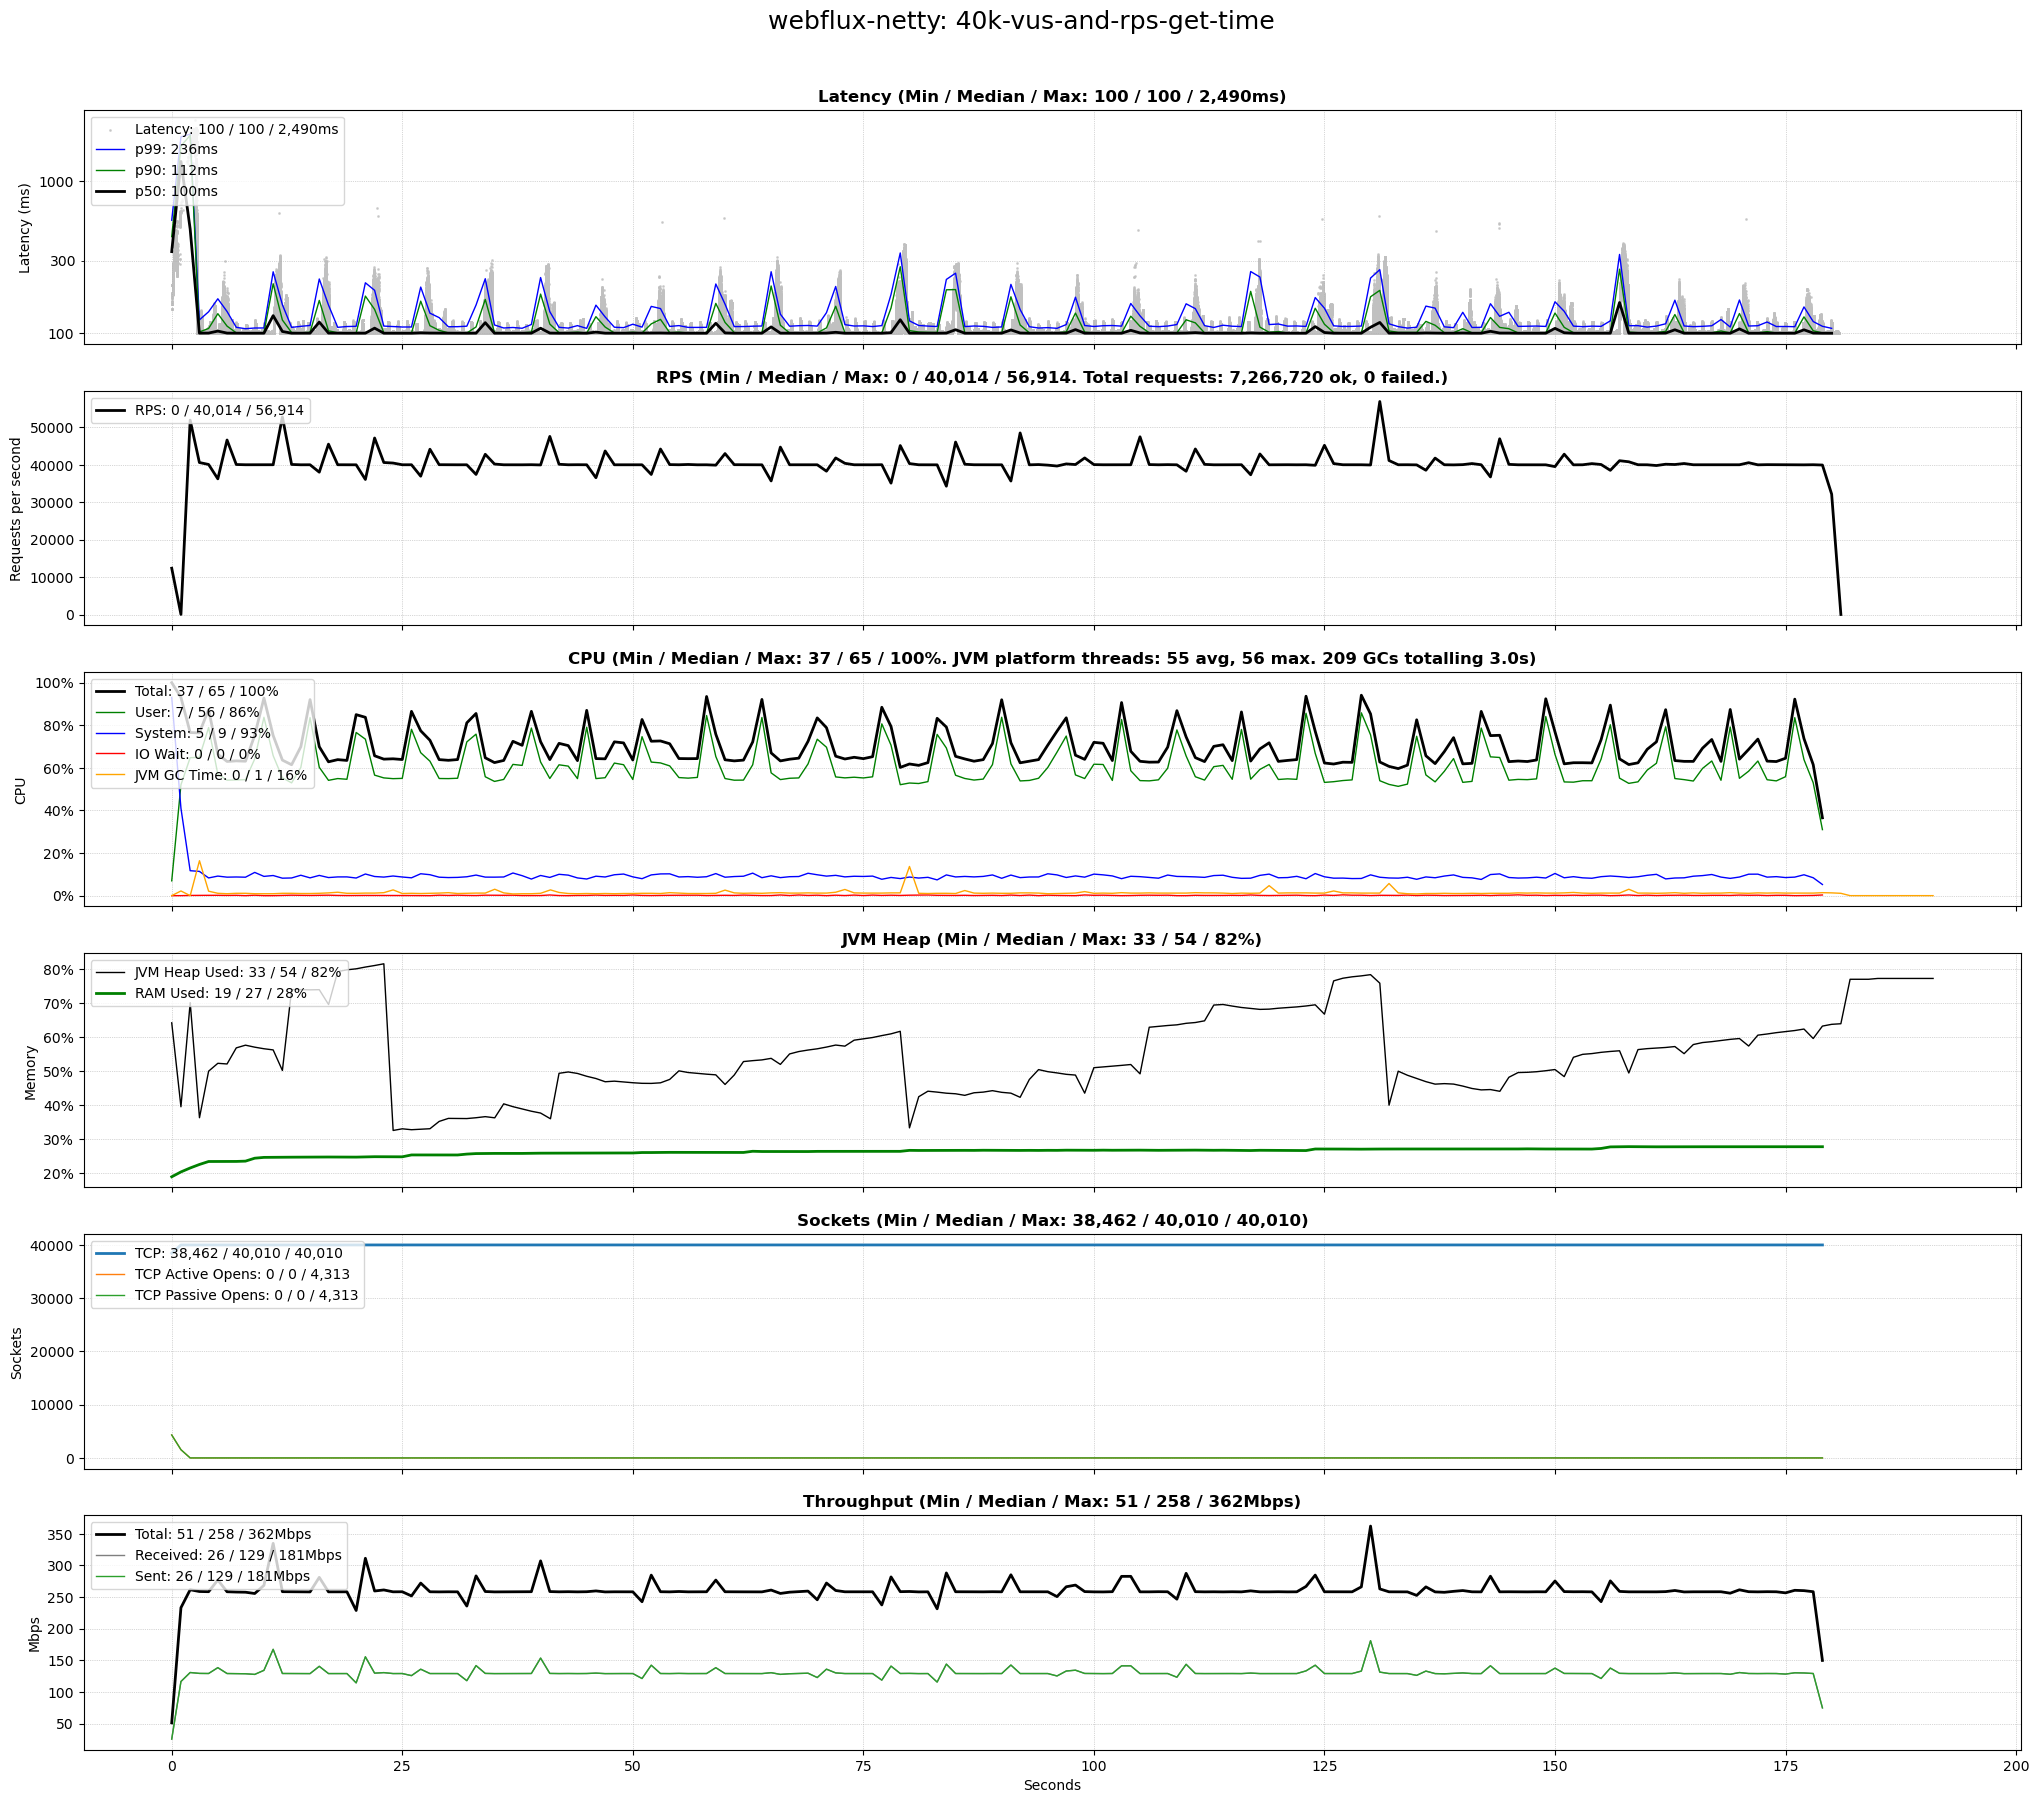 webflux-netty: 40k-vus-and-rps-get-time
Latency (Min / Median / Max: 100 / 100 / 2,490ms)
Latency: 100 / 100 / 2,490ms
p99: 236ms
p90: 112ms
p50: 100ms
Latency (ms)
1000
300
100
RPS (Min / Median / Max: 0 / 40,014 / 56,914. Total requests: 7,266,720 ok, 0 failed.)
RPS: 0 / 40,014 / 56,914
Requests per second
50000
40000
30000
20000
10000
0
CPU (Min / Median / Max: 37 / 65 / 100%. JVM platform threads: 55 avg, 56 max. 209 GCs totalling 3.0s)
Total: 37 / 65 / 100%
User: 7 / 56 / 86%
System: 5 / 9 / 93%
IO Wait: 0 / 0 / 0%
JVM GC Time: 0 / 1 / 16%
CPU
100%
80%
60%
40%
20%
0%
JVM Heap (Min / Median / Max: 33 / 54 / 82%)
JVM Heap Used: 33 / 54 / 82%
RAM Used: 19 / 27 / 28%
Memory
80%
70%
60%
50%
40%
30%
20%
Sockets (Min / Median / Max: 38,462 / 40,010 / 40,010)
TCP: 38,462 / 40,010 / 40,010
TCP Active Opens: 0 / 0 / 4,313
TCP Passive Opens: 0 / 0 / 4,313
Sockets
40000
30000
20000
10000
0
Throughput (Min / Median / Max: 51 / 258 / 362Mbps)
Total: 51 / 258 / 362Mbps
Received: 26 / 129 / 181Mbps
Sent: 26 / 129 / 181Mbps
Mbps
350
300
250
200
150
100
50
0 25 50 75 100 125 150 175 200
Seconds